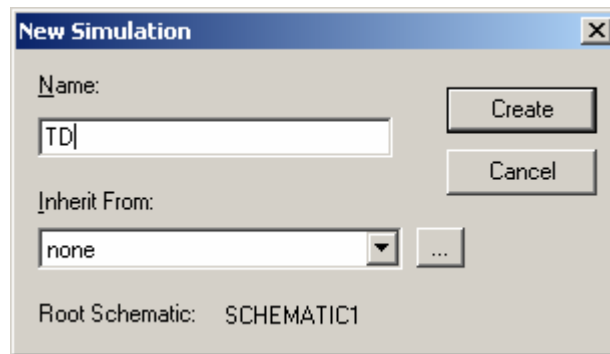 New Simulation
Name:
Create
TD
Cancel
Inherit From:
none
...
Root Schematic: SCHEMATIC1